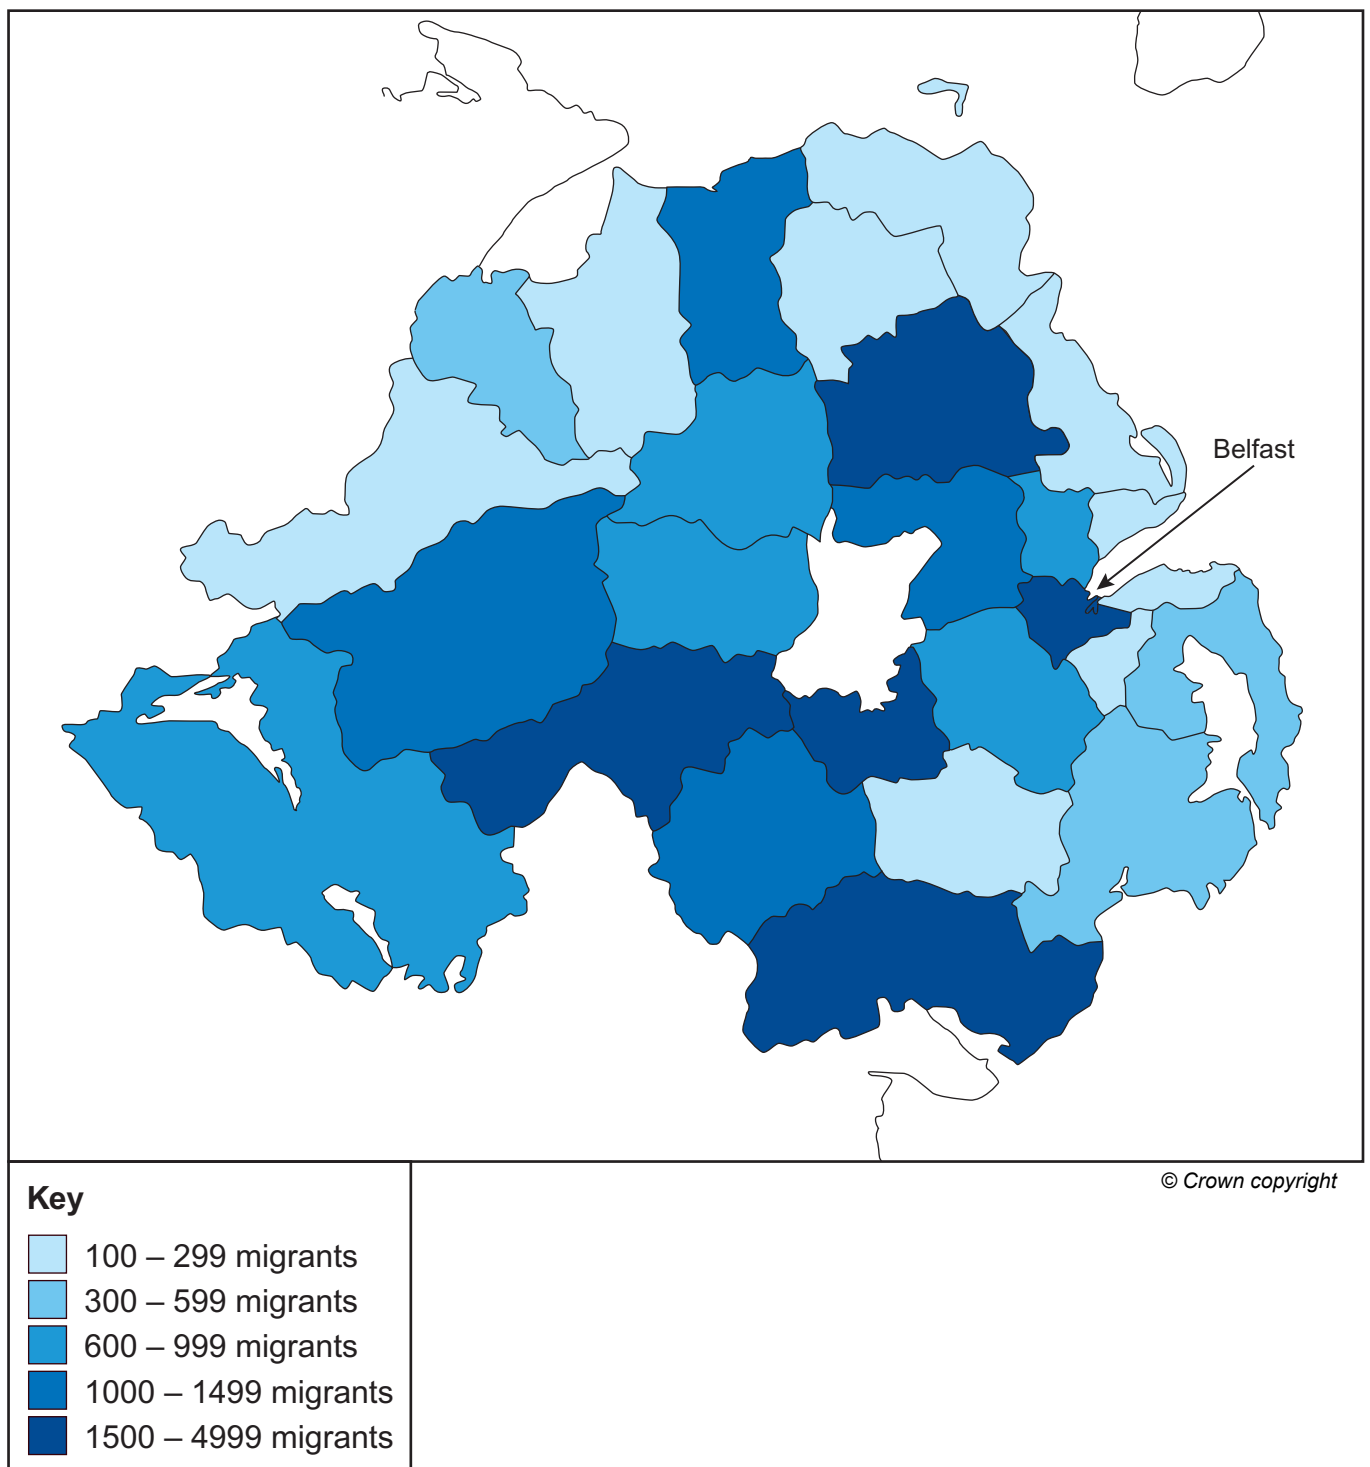 Belfast
© Crown copyright
Key
100 – 299 migrants
300 – 599 migrants
600 – 999 migrants
1000 – 1499 migrants
1500 – 4999 migrants